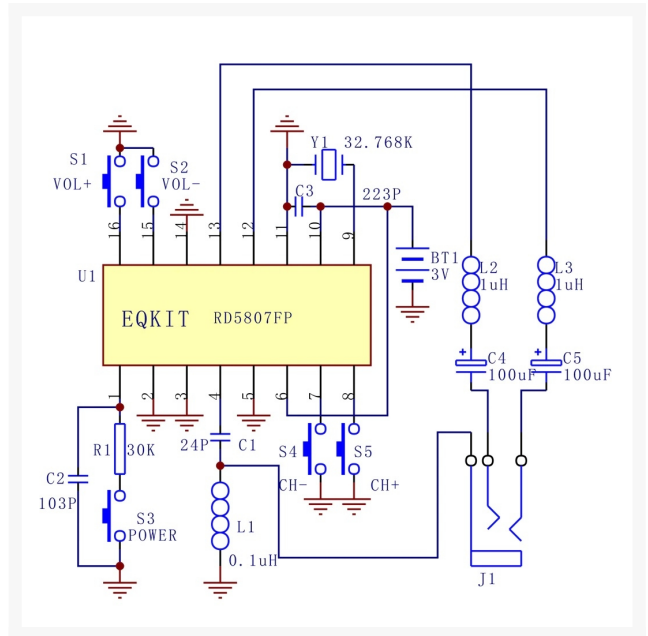 Y1 32.768K
S1
VOL+
S2
VOL-
C3
223P
16
15
14
13
12
11
10
9
BT1
3V
L2
1uH
L3
1uH
U1
EQKIT RD5807FP
C4
100uF
C5
100uF
1
2
3
4
5
6
7
8
R1 30K
24P C1
S4
CH-
S5
CH+
C2
103P
S3
POWER
L1
0.1uH
J1